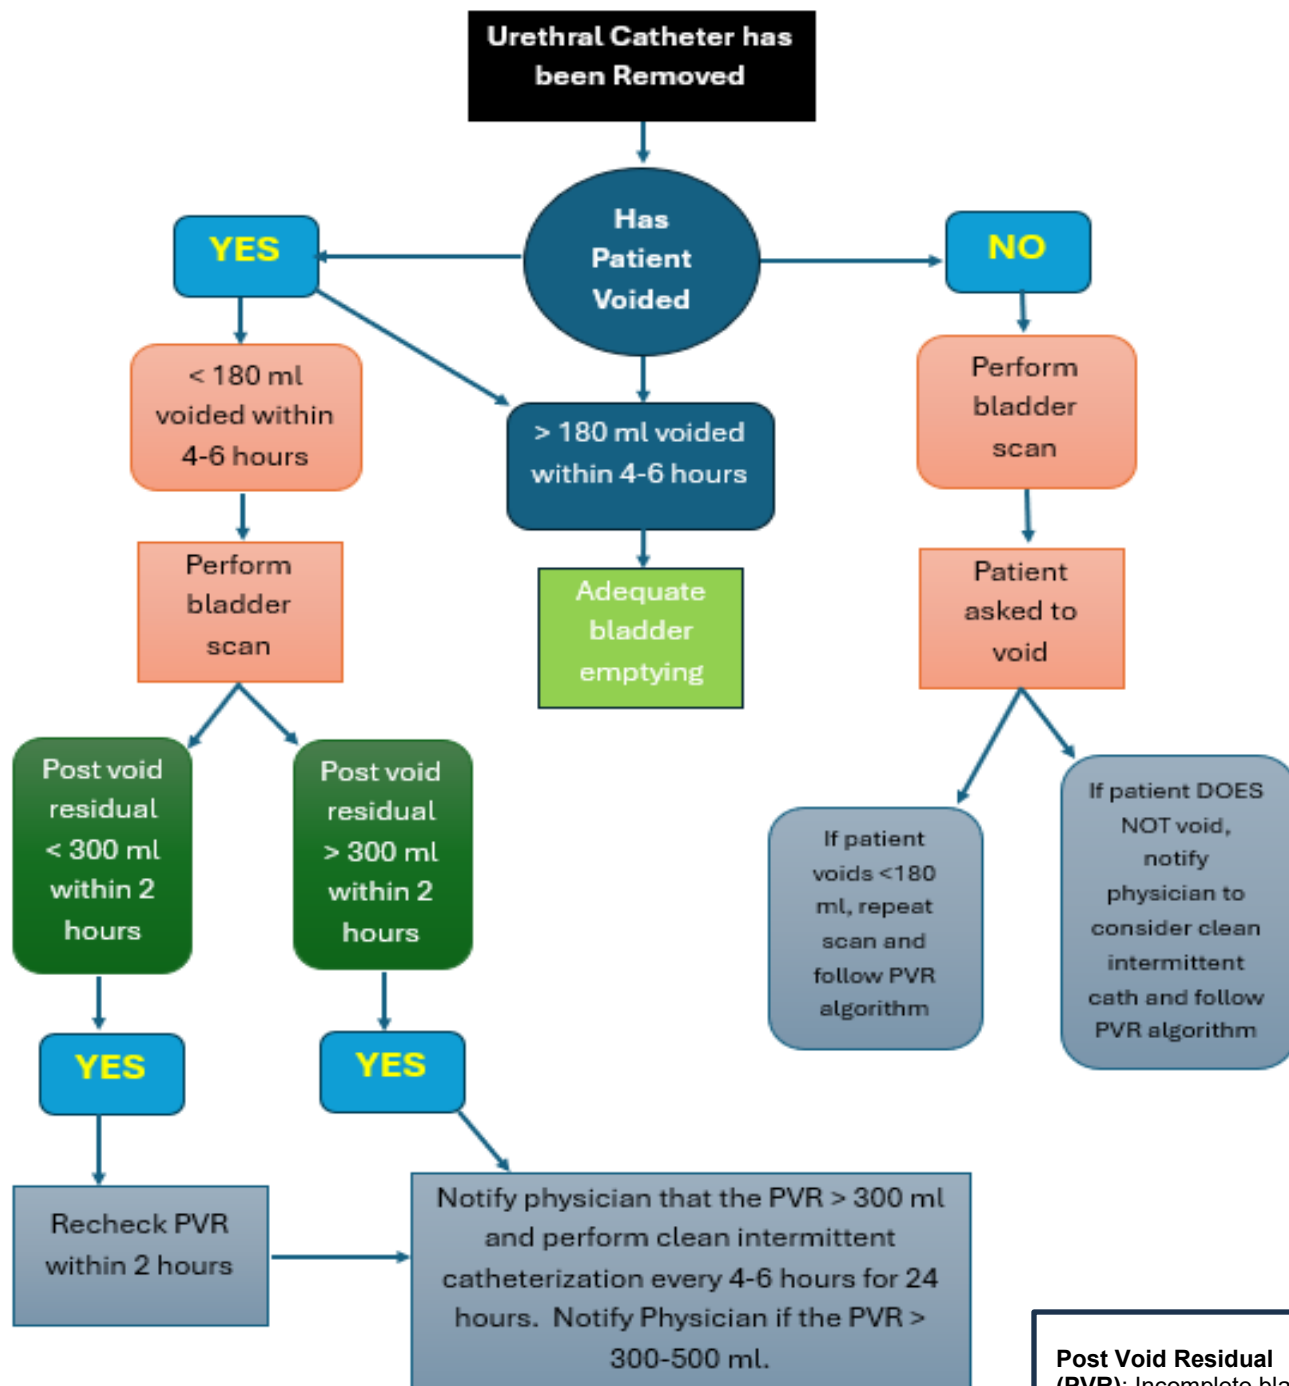 Urethral Catheter has
been Removed
Has
Patient
Voided
YES
NO
< 180 ml
voided within
4-6 hours
> 180 ml voided
within 4-6 hours
Perform
bladder
scan
Perform
bladder
scan
Adequate
bladder
emptying
Patient
asked to
void
Post void
residual
< 300 ml
within 2
hours
Post void
residual
> 300 ml
within 2
hours
If patient
voids <180
ml, repeat
scan and
follow PVR
algorithm
If patient DOES
NOT void,
notify
physician to
consider clean
intermittent
cath and follow
PVR algorithm
YES
YES
Recheck PVR
within 2 hours
Notify physician that the PVR > 300 ml
and perform clean intermittent
catheterization every 4-6 hours for 24
hours.  Notify Physician if the PVR >
300-500 ml.
Post Void Residual
(PVR): Incomplete